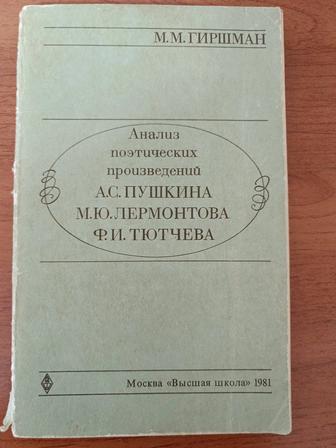 М. М. ГИРШМАН
Анализ
поэтических
произведений
А.С. ПУШКИНА
М.Ю. ЛЕРМОНТОВА
Ф.И. ТЮТЧЕВА
Москва «Высшая школа» 1981